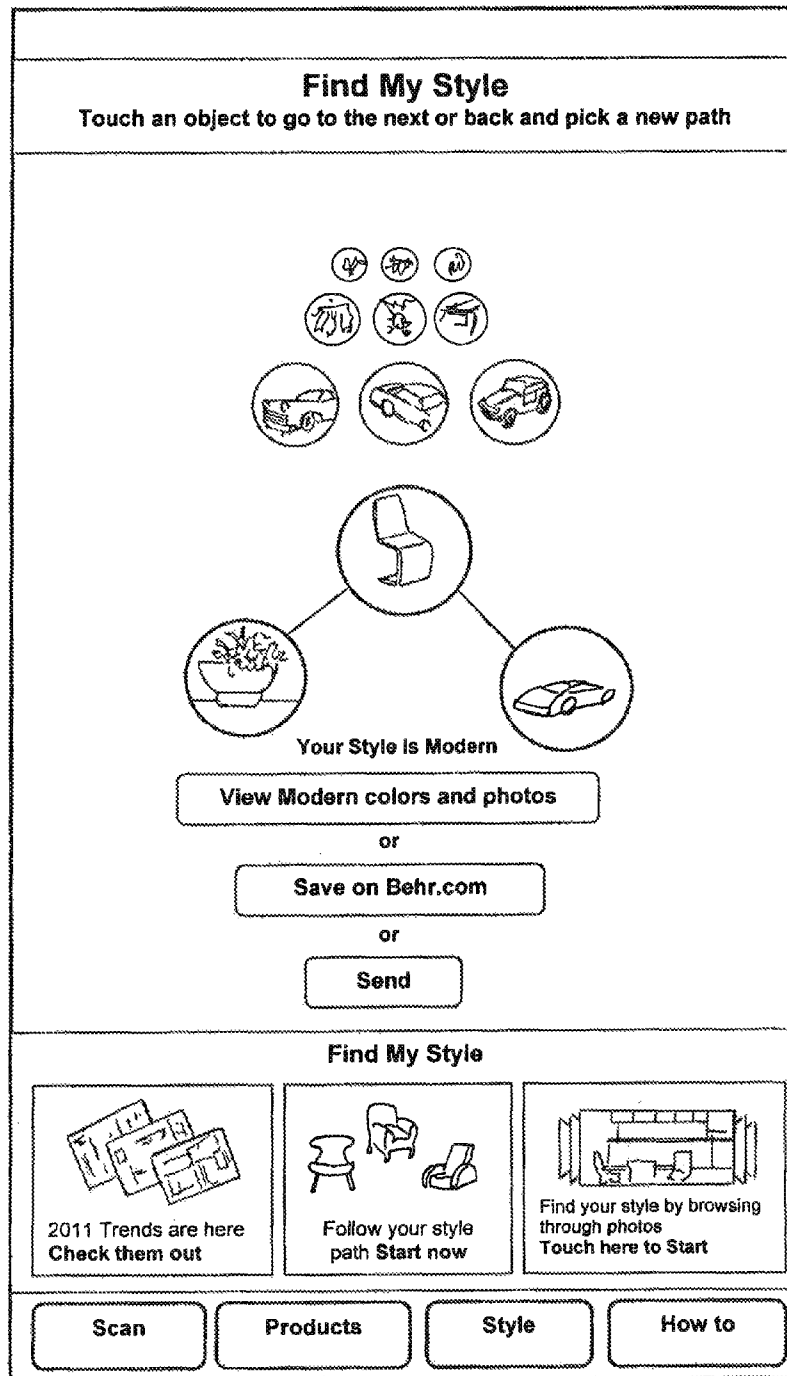 Find My Style
Touch an object to go to the next or back and pick a new path
Your Style is Modern
View Modern colors and photos
or
Save on Behr.com
or
Send
Find My Style
2011 Trends are here
Check them out
Follow your style
path Start now
Find your style by browsing
through photos
Touch here to Start
Scan
Products
Style
How to